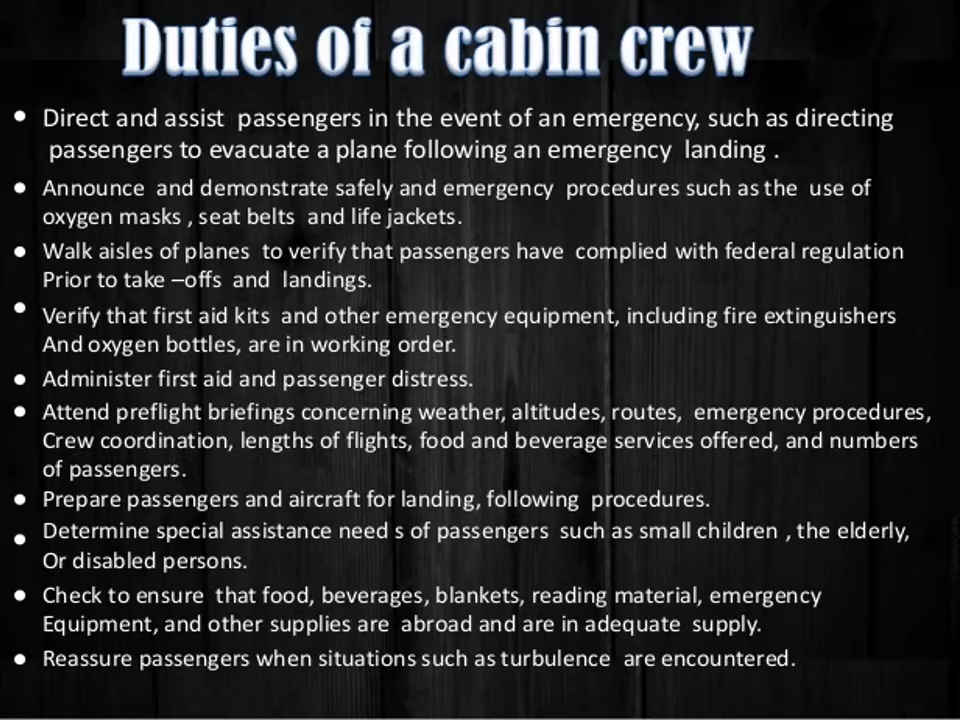 Duties of a cabin crew
• Direct and assist passengers in the event of an emergency, such as directing
passengers to evacuate a plane following an emergency landing .
• Announce and demonstrate safely and emergency procedures such as the use of
oxygen masks , seat belts and life jackets.
• Walk aisles of planes to verify that passengers have complied with federal regulation
Prior to take –offs and landings.
• Verify that first aid kits and other emergency equipment, including fire extinguishers
And oxygen bottles, are in working order.
• Administer first aid and passenger distress.
• Attend preflight briefings concerning weather, altitudes, routes, emergency procedures,
Crew coordination, lengths of flights, food and beverage services offered, and numbers
of passengers.
• Prepare passengers and aircraft for landing, following procedures.
• Determine special assistance need s of passengers such as small children , the elderly,
Or disabled persons.
• Check to ensure that food, beverages, blankets, reading material, emergency
Equipment, and other supplies are abroad and are in adequate supply.
• Reassure passengers when situations such as turbulence are encountered.